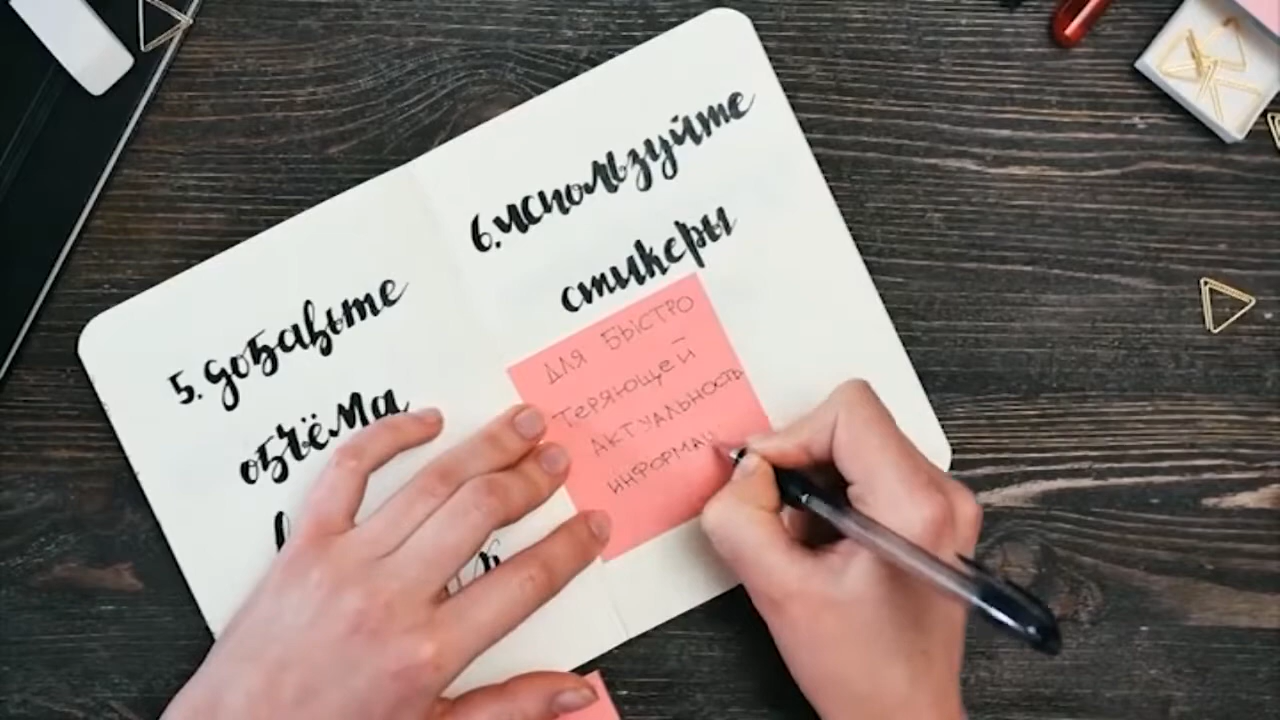 5. добавьте
объёма
6. используйте
стикеры
для быстро
теряющей
актуальность
информац